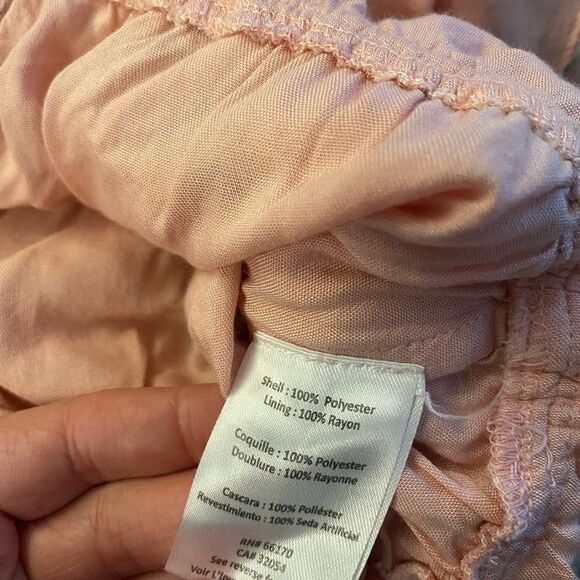 Shell : 100% Polyester
Lining : 100% Rayon
Coquille : 100% Polyester
Doublure : 100% Rayonne
Cascara : 100% Poliéster
Revestimiento : 100% Seda Artificial
RN# 66170
CA# 32054
See reverse
Voir L'